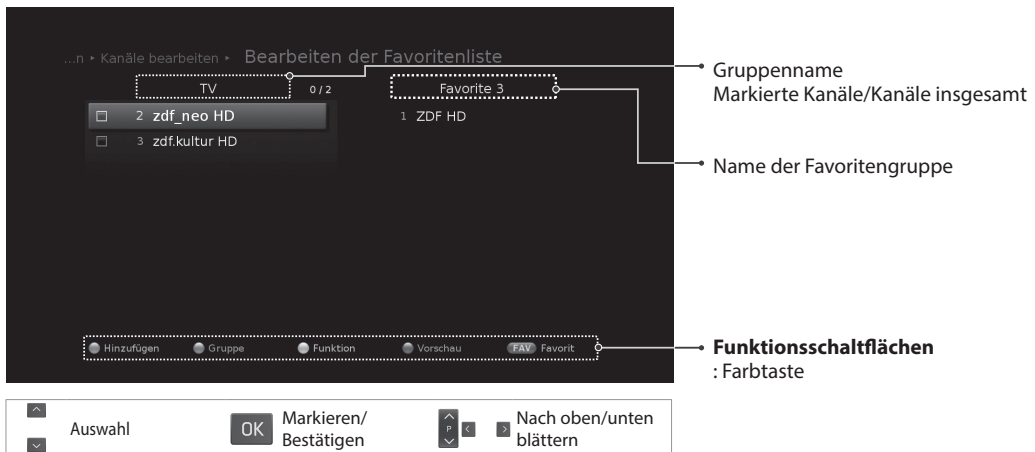 ...n ▸ Kanäle bearbeiten ▸ Bearbeiten der Favoritenliste
TV 0 / 2
Favorite 3
2 zdf_neo HD
1 ZDF HD
3 zdf.kultur HD
Gruppenname
Markierte Kanäle/Kanäle insgesamt
Name der Favoritengruppe
Hinzufügen Gruppe Funktion Vorschau FAV Favorit
Funktionsschaltflächen
: Farbtaste
Auswahl
OK Markieren/
Bestätigen
P Nach oben/unten
blättern